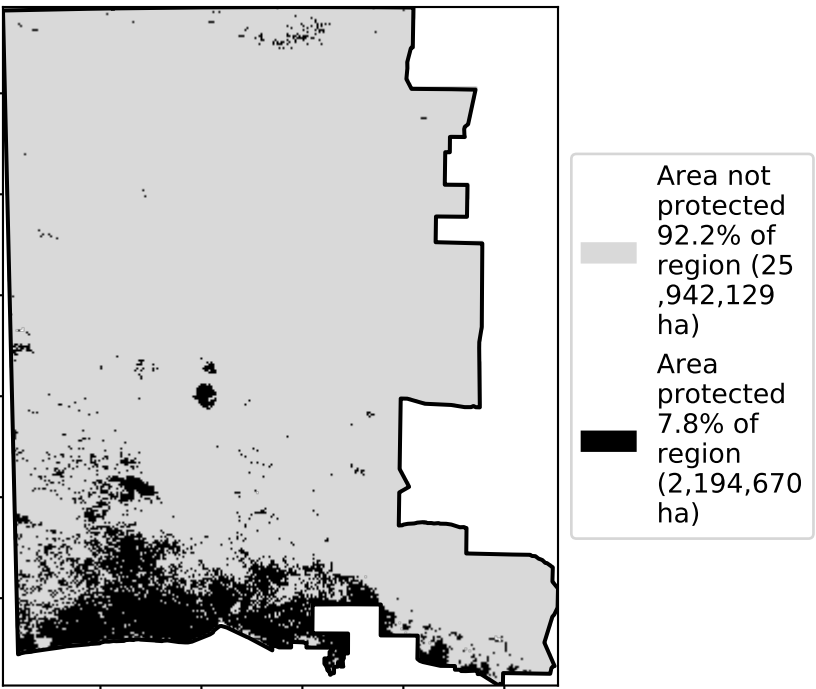 Area not
protected
92.2% of
region (25
,942,129
ha)
Area
protected
7.8% of
region
(2,194,670
ha)